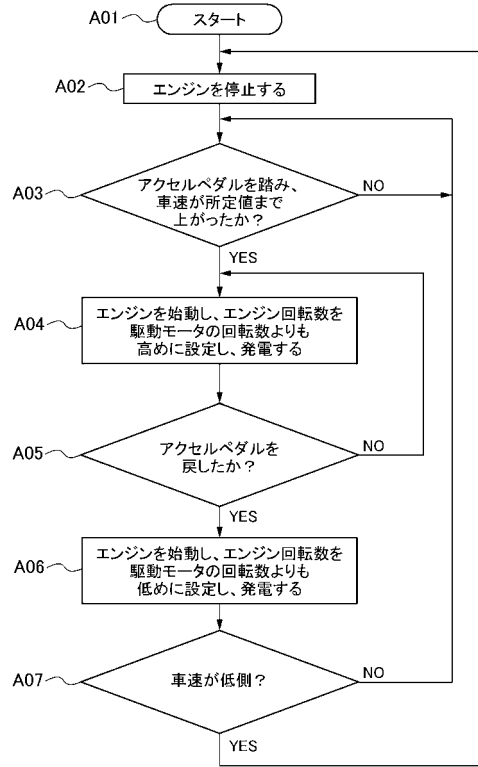 A01
スタート
A02
エンジンを停止する
A03
アクセルペダルを踏み、
車速が所定値まで
上がったか？
NO
YES
A04
エンジンを始動し、エンジン回転数を
駆動モータの回転数よりも
高めに設定し、発電する
A05
アクセルペダルを
戻したか？
NO
YES
A06
エンジンを始動し、エンジン回転数を
駆動モータの回転数よりも
低めに設定し、発電する
A07
車速が低側？
NO
YES